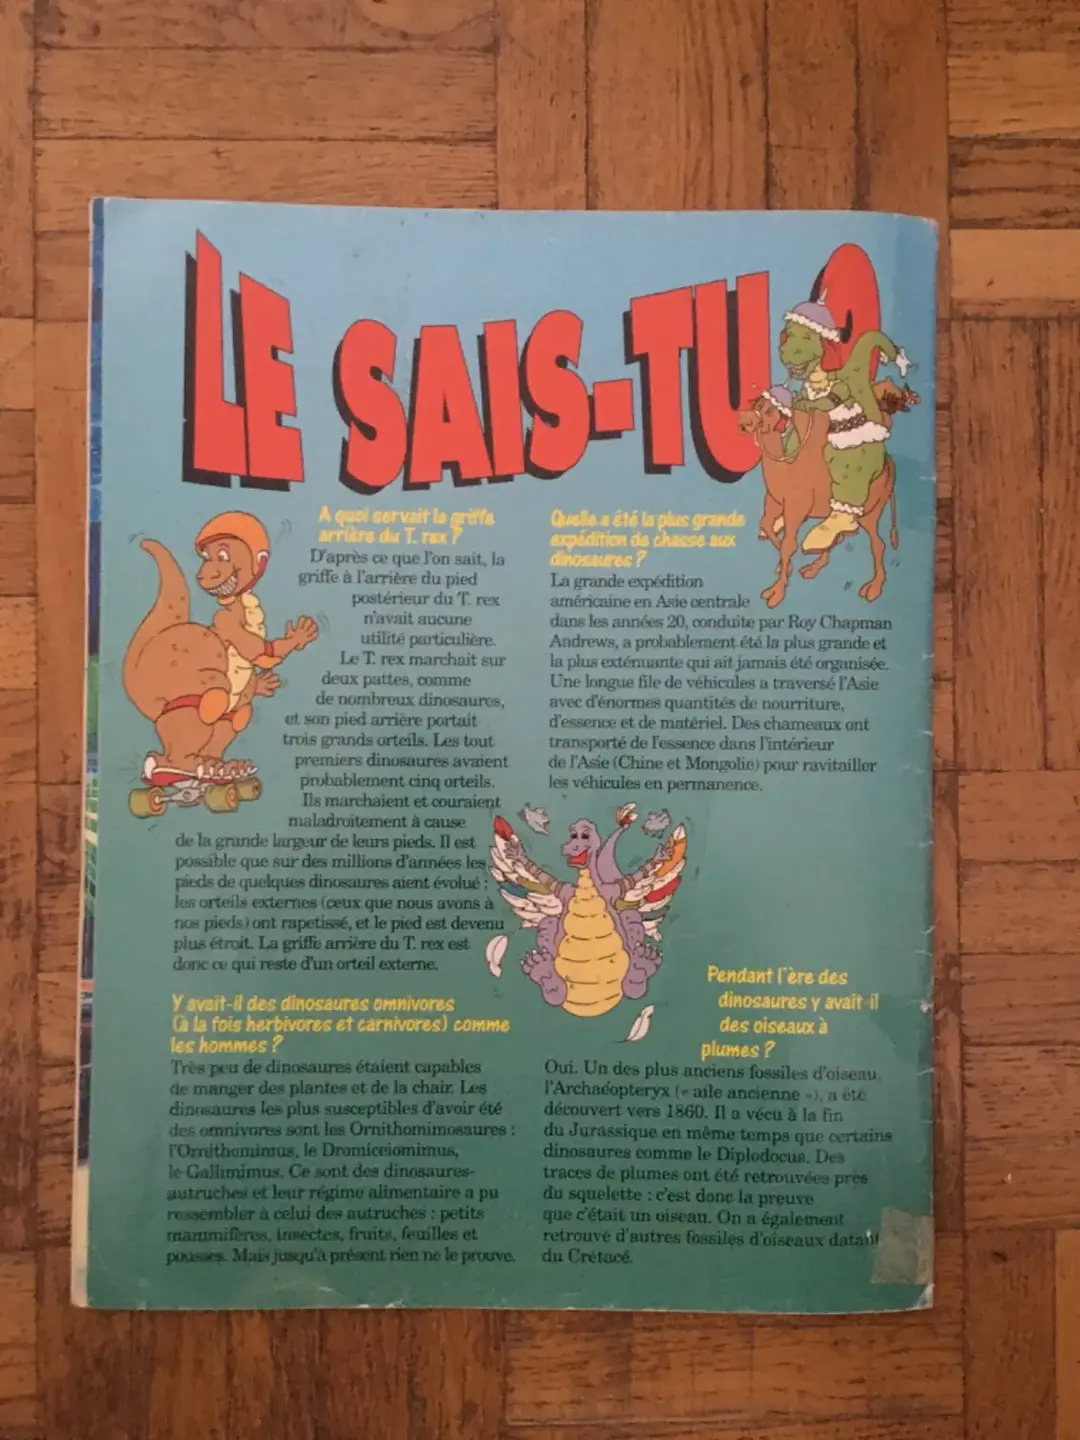 LE SAIS-TU ?
A quoi servait la griffe
arrière du T. rex ?
D'après ce que l'on sait, la
griffe à l'arrière du pied
postérieur du T. rex
n'avait aucune
utilité particulière.
Le T. rex marchait sur
deux pattes, comme
de nombreux dinosaures,
et son pied arrière portait
trois grands orteils. Les tout
premiers dinosaures avaient
probablement cinq orteils.
Ils marchaient et couraient
maladroitement à cause
de la grande largeur de leurs pieds. Il est
possible que sur des millions d'années les
pieds de quelques dinosaures aient évolué :
les orteils externes (ceux que nous avons à
nos pieds) ont rapetissé, et le pied est devenu
plus étroit. La griffe arrière du T. rex est
donc ce qui reste d'un orteil externe.
Y avait-il des dinosaures omnivores
(à la fois herbivores et carnivores) comme
les hommes ?
Très peu de dinosaures étaient capables
de manger des plantes et de la chair. Les
dinosaures les plus susceptibles d'avoir été
des omnivores sont les Ornithomimosaures :
l'Ornithomimus, le Dromiceiomimus,
le Gallimimus. Ce sont des dinosaures-
autruches et leur régime alimentaire a pu
ressembler à celui des autruches : petits
mammifères, insectes, fruits, feuilles et
pousses. Mais jusqu'à présent rien ne le prouve.
Quelle a été la plus grande
expédition de chasse aux
dinosaures ?
La grande expédition
américaine en Asie centrale
dans les années 20, conduite par Roy Chapman
Andrews, a probablement été la plus grande et
la plus exténuante qui ait jamais été organisée.
Une longue file de véhicules a traversé l'Asie
avec d'énormes quantités de nourriture,
d'essence et de matériel. Des chameaux ont
transporté de l'essence dans l'intérieur
de l'Asie (Chine et Mongolie) pour ravitailler
les véhicules en permanence.
Pendant l'ère des
dinosaures y avait-il
des oiseaux à
plumes ?
Oui. Un des plus anciens fossiles d'oiseau,
l'Archaéopteryx (« aile ancienne »), a été
découvert vers 1860. Il a vécu à la fin
du Jurassique en même temps que certains
dinosaures comme le Diplodocus. Des
traces de plumes ont été retrouvées près
du squelette : c'est donc la preuve
que c'était un oiseau. On a également
retrouvé d'autres fossiles d'oiseaux datant
du Crétacé.